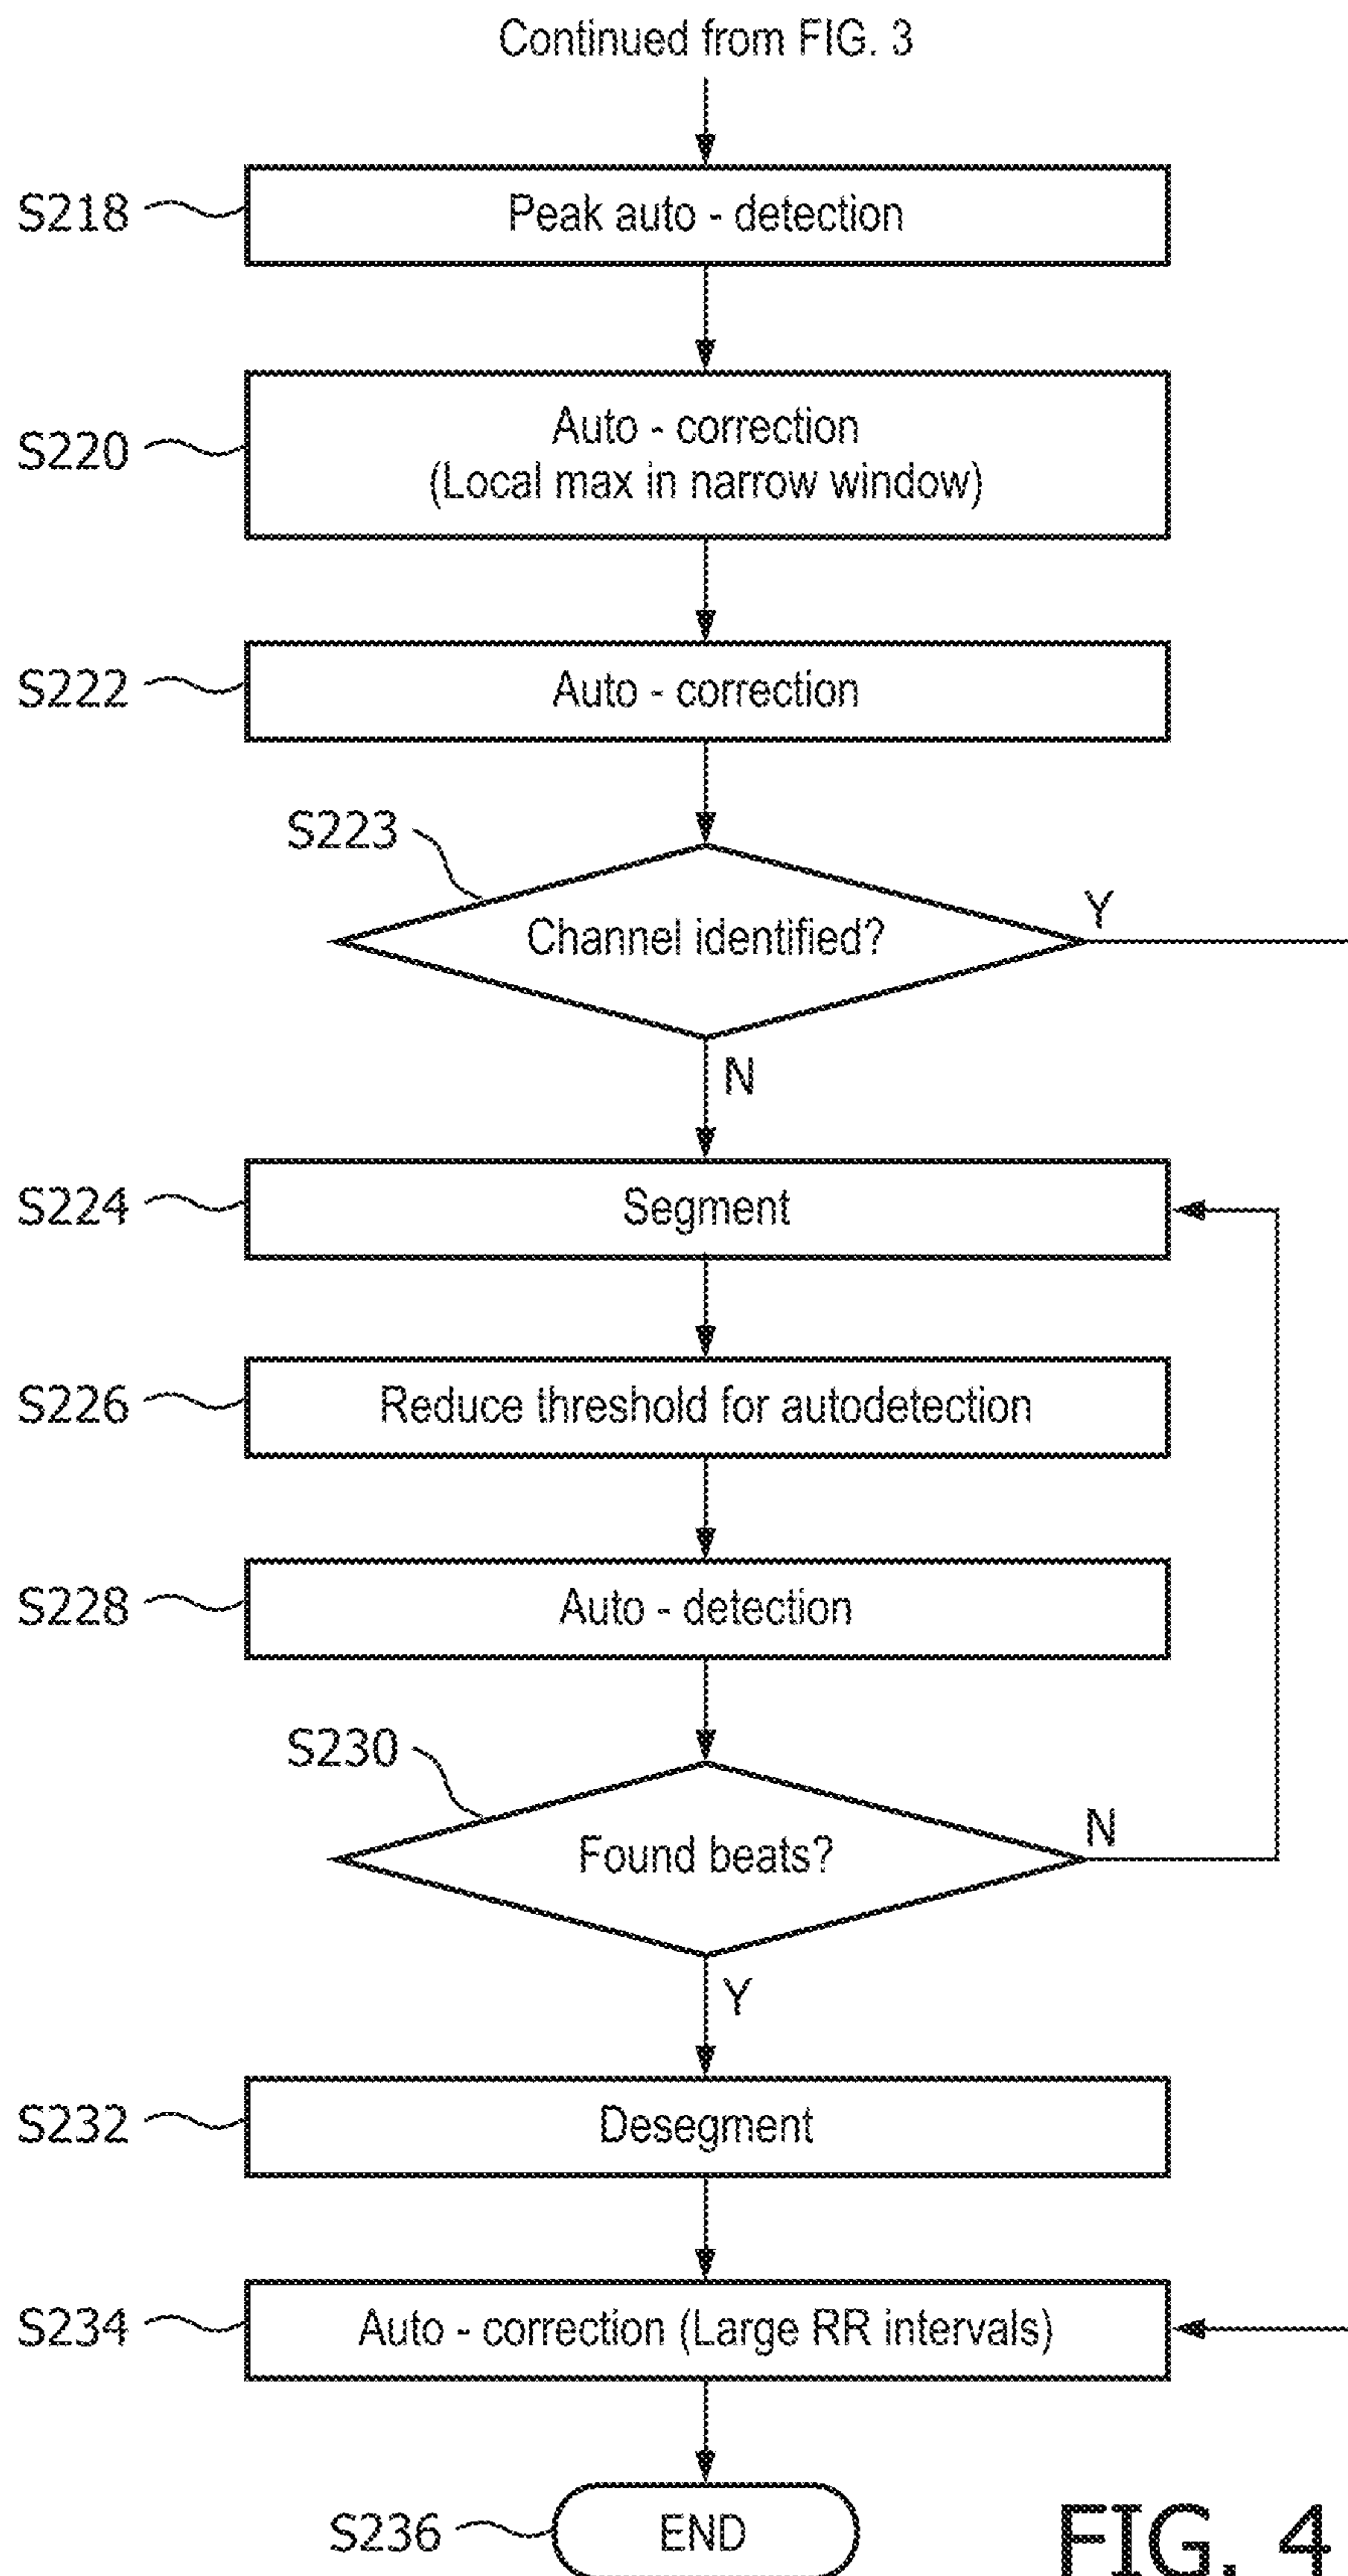 Continued from FIG. 3
S218
Peak auto - detection
S220
Auto - correction
(Local max in narrow window)
S222
Auto - correction
S223
Channel identified?
Y
N
S224
Segment
S226
Reduce threshold for autodetection
S228
Auto - detection
S230
Found beats?
N
Y
S232
Desegment
S234
Auto - correction (Large RR intervals)
S236
END
FIG. 4